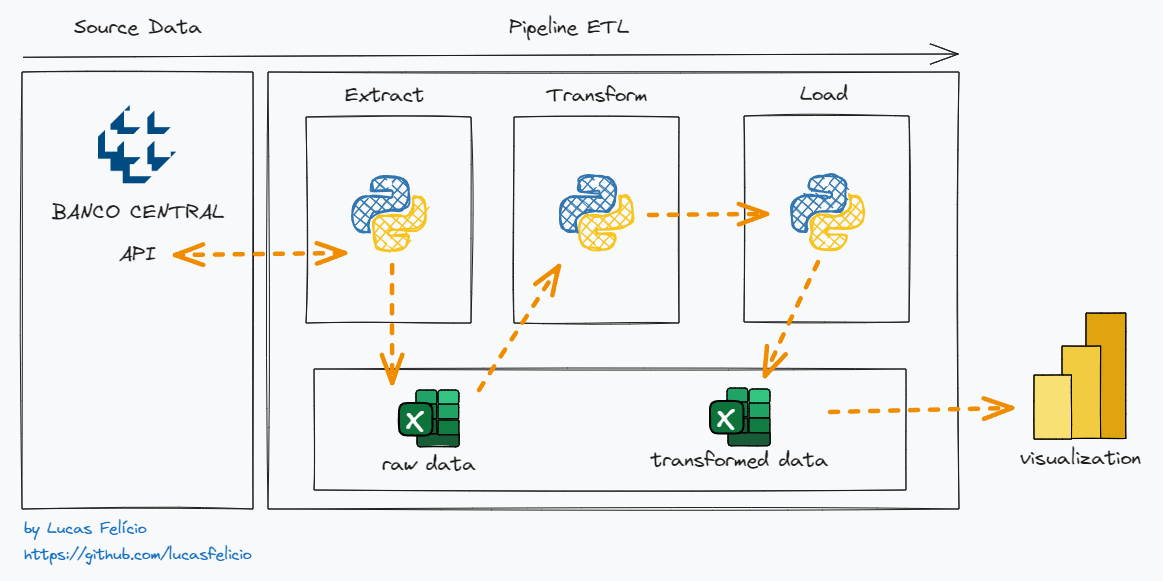 Source Data
Pipeline ETL
Extract
Transform
Load
BANCO CENTRAL
API
X
raw data
X
transformed data
visualization
by Lucas Felício
https://github.com/lucasfelicio